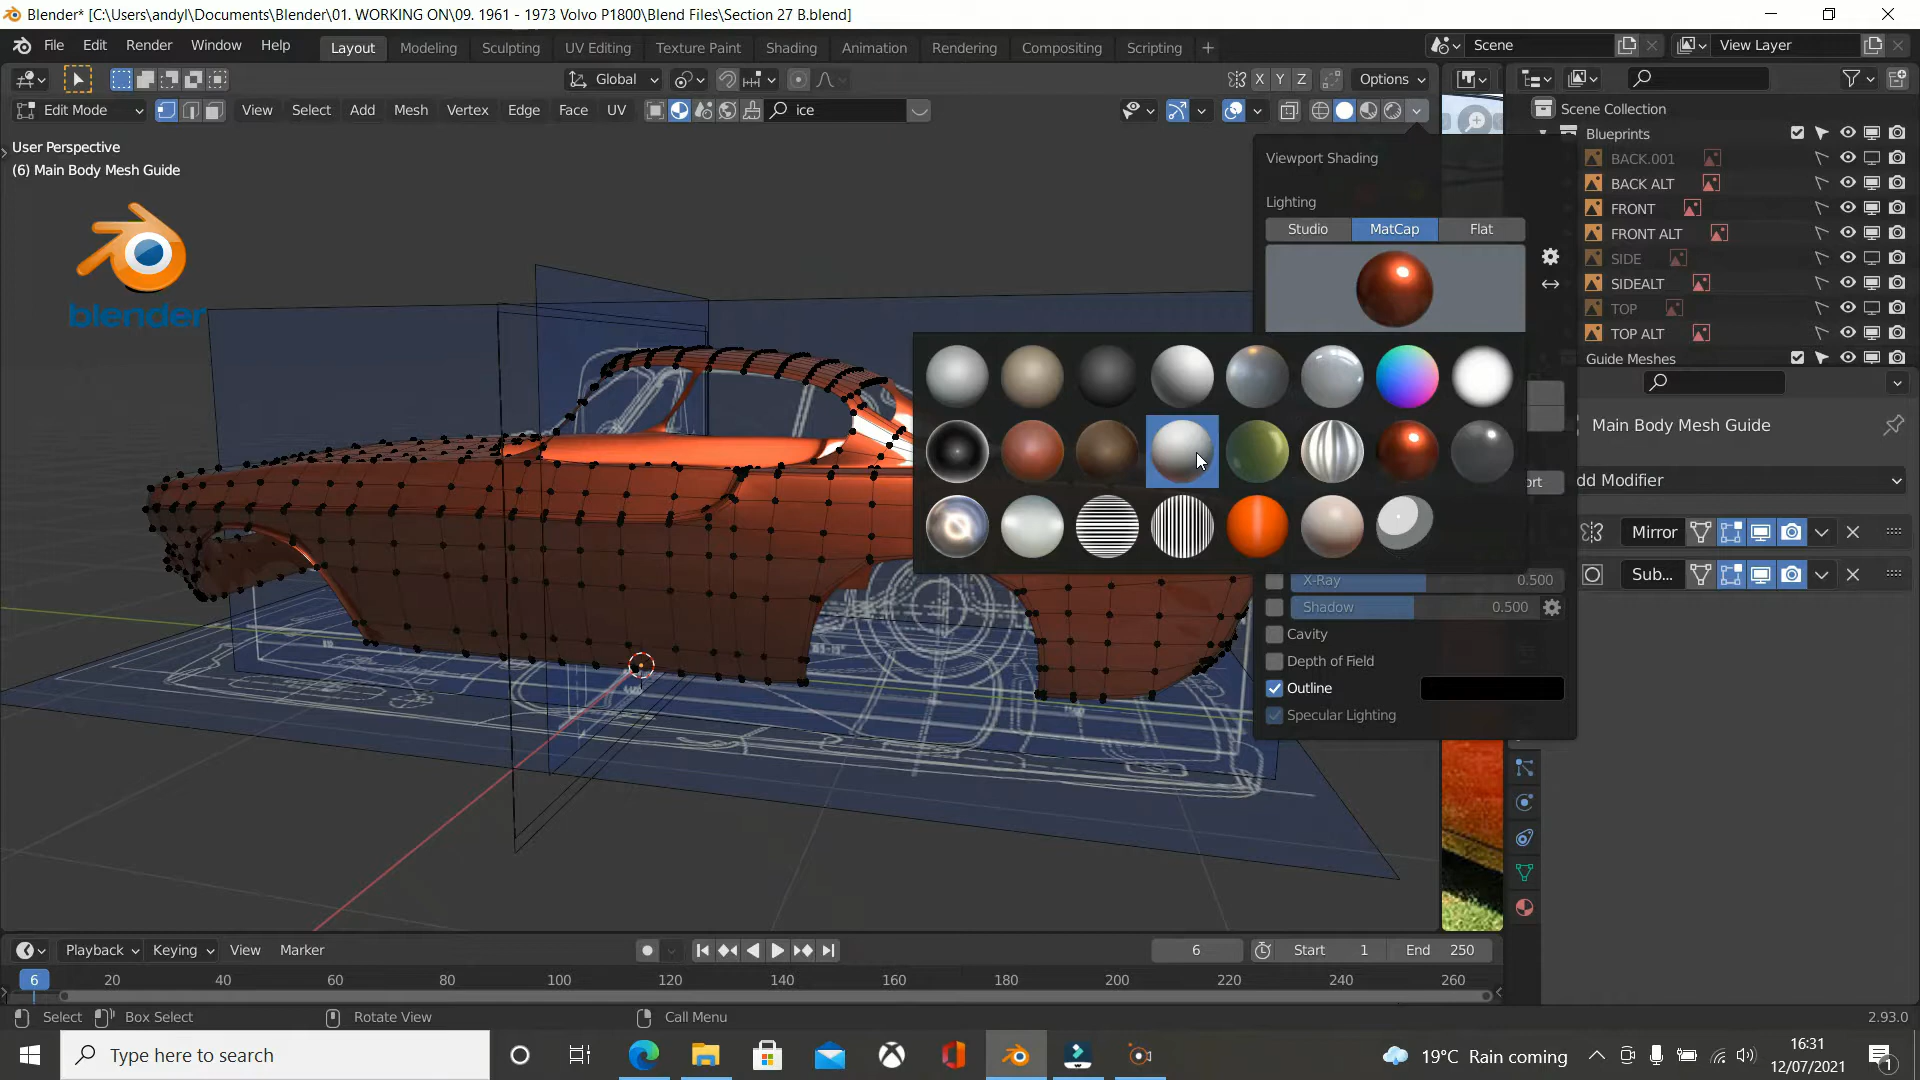 Blender* [C:\Users\andyl\Documents\Blender\01. WORKING ON\09. 1961 - 1973 Volvo P1800\Blend Files\Section 27 B.blend]
File Edit Render Window Help
Layout Modeling Sculpting UV Editing Texture Paint Shading Animation Rendering Compositing Scripting +
Scene
View Layer
Global
X Y Z
Options
Edit Mode
View Select Add Mesh Vertex Edge Face UV
ice
Scene Collection
Blueprints
BACK.001
BACK ALT
FRONT
FRONT ALT
SIDE
SIDEALT
TOP
TOP ALT
Guide Meshes
User Perspective
(6) Main Body Mesh Guide
blender
Viewport Shading
Lighting
Studio MatCap Flat
X-Ray 0.500
Shadow 0.500
Cavity
Depth of Field
Outline
Specular Lighting
Main Body Mesh Guide
dd Modifier
Mirror
Sub...
ort
Playback Keying View Marker
6
Start 1
End 250
6 20 40 60 80 100 120 140 160 180 200 220 240 260
Select Box Select Rotate View Call Menu
2.93.0
Type here to search
19°C Rain coming
16:31
12/07/2021
1